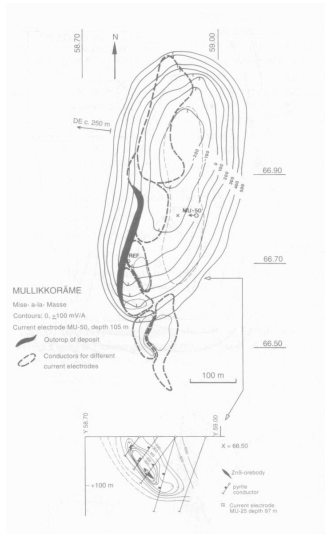 58.70
59.00
N
DE c. 250 m
66.90
MU-50
REF.
66.70
MULLIKKORÄME
Mise-a-la-Masse
Contours: 0, ±100 mV/A
Current electrode MU-50, depth 105 m
Outcrop of deposit
Conductors for different
current electrodes
66.50
100 m
Y 58.70
Y 59.00
X = 66.50
+100 m
ZnS-orebody
pyrite
conductor
Current electrode
MU-25 depth 97 m